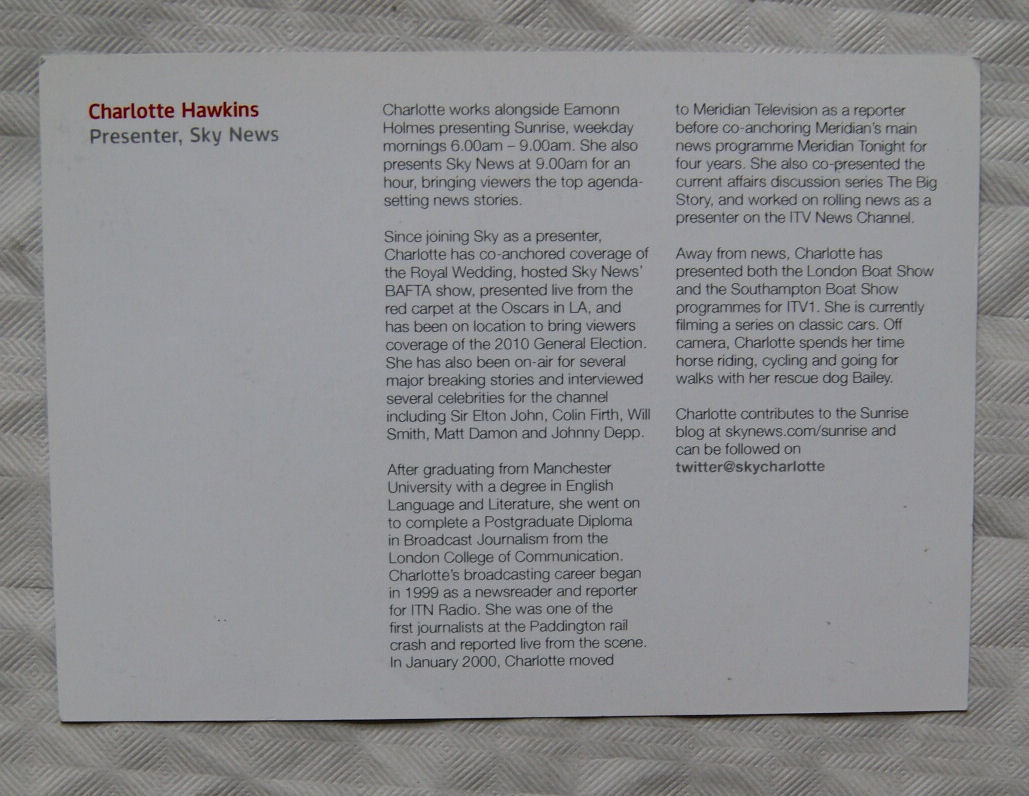 Charlotte Hawkins
Presenter, Sky News
Charlotte works alongside Eamonn
Holmes presenting Sunrise, weekday
mornings 6.00am – 9.00am. She also
presents Sky News at 9.00am for an
hour, bringing viewers the top agenda-
setting news stories.
Since joining Sky as a presenter,
Charlotte has co-anchored coverage of
the Royal Wedding, hosted Sky News'
BAFTA show, presented live from the
red carpet at the Oscars in LA, and
has been on location to bring viewers
coverage of the 2010 General Election.
She has also been on-air for several
major breaking stories and interviewed
several celebrities for the channel
including Sir Elton John, Colin Firth, Will
Smith, Matt Damon and Johnny Depp.
After graduating from Manchester
University with a degree in English
Language and Literature, she went on
to complete a Postgraduate Diploma
in Broadcast Journalism from the
London College of Communication.
Charlotte's broadcasting career began
in 1999 as a newsreader and reporter
for ITN Radio. She was one of the
first journalists at the Paddington rail
crash and reported live from the scene.
In January 2000, Charlotte moved
to Meridian Television as a reporter
before co-anchoring Meridian's main
news programme Meridian Tonight for
four years. She also co-presented the
current affairs discussion series The Big
Story, and worked on rolling news as a
presenter on the ITV News Channel.
Away from news, Charlotte has
presented both the London Boat Show
and the Southampton Boat Show
programmes for ITV1. She is currently
filming a series on classic cars. Off
camera, Charlotte spends her time
horse riding, cycling and going for
walks with her rescue dog Bailey.
Charlotte contributes to the Sunrise
blog at skynews.com/sunrise and
can be followed on
twitter@skycharlotte